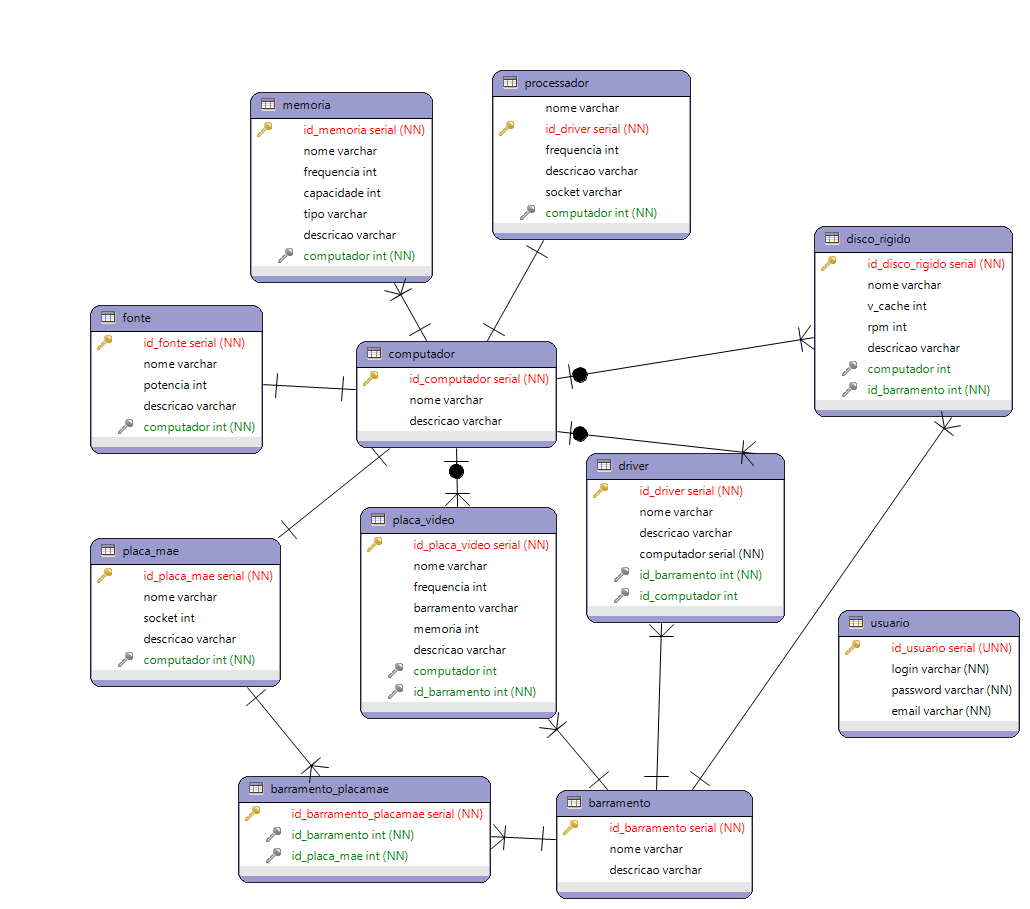 memoria
id_memoria serial (NN)
nome varchar
frequencia int
capacidade int
tipo varchar
descricao varchar
computador int (NN)
processador
nome varchar
id_driver serial (NN)
frequencia int
descricao varchar
socket varchar
computador int (NN)
disco_rigido
id_disco_rigido serial (NN)
nome varchar
v_cache int
rpm int
descricao varchar
computador int
id_barramento int (NN)
fonte
id_fonte serial (NN)
nome varchar
potencia int
descricao varchar
computador int (NN)
computador
id_computador serial (NN)
nome varchar
descricao varchar
driver
id_driver serial (NN)
nome varchar
descricao varchar
computador serial (NN)
id_barramento int (NN)
id_computador int
placa_video
id_placa_video serial (NN)
nome varchar
frequencia int
barramento varchar
memoria int
descricao varchar
computador int
id_barramento int (NN)
placa_mae
id_placa_mae serial (NN)
nome varchar
socket int
descricao varchar
computador int (NN)
usuario
id_usuario serial (UNN)
login varchar (NN)
password varchar (NN)
email varchar (NN)
barramento_placamae
id_barramento_placamae serial (NN)
id_barramento int (NN)
id_placa_mae int (NN)
barramento
id_barramento serial (NN)
nome varchar
descricao varchar